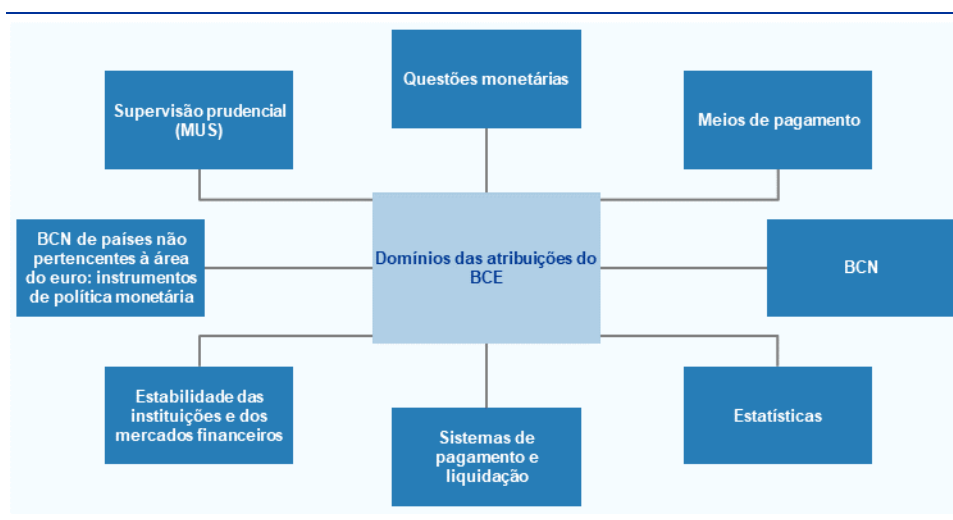 Questões monetárias
Supervisão prudencial
(MUS)
Meios de pagamento
BCN de países não
pertencentes à área
do euro: instrumentos
de política monetária
Domínios das atribuições do
BCE
BCN
Estabilidade das
instituições e dos
mercados financeiros
Sistemas de
pagamento e
liquidação
Estatísticas